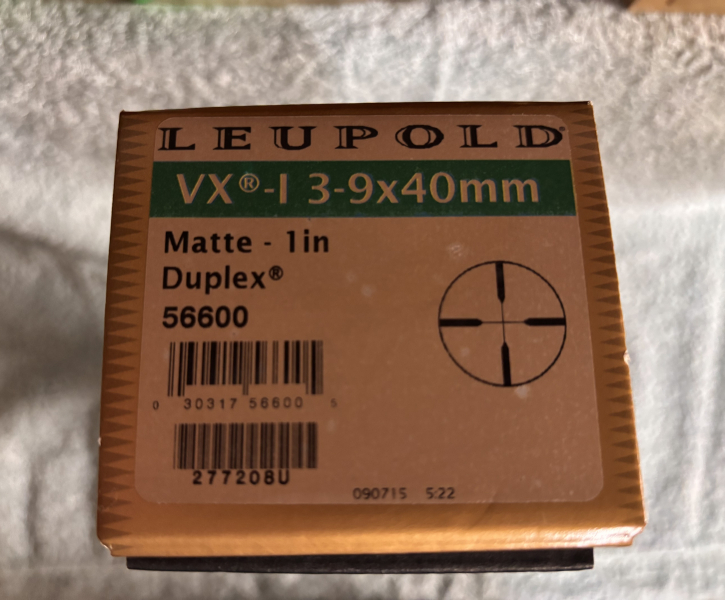 LEUPOLD®
VX®-I 3-9x40mm
Matte - 1in
Duplex®
56600
0 30317 56600 5
277208U
090715 5:22